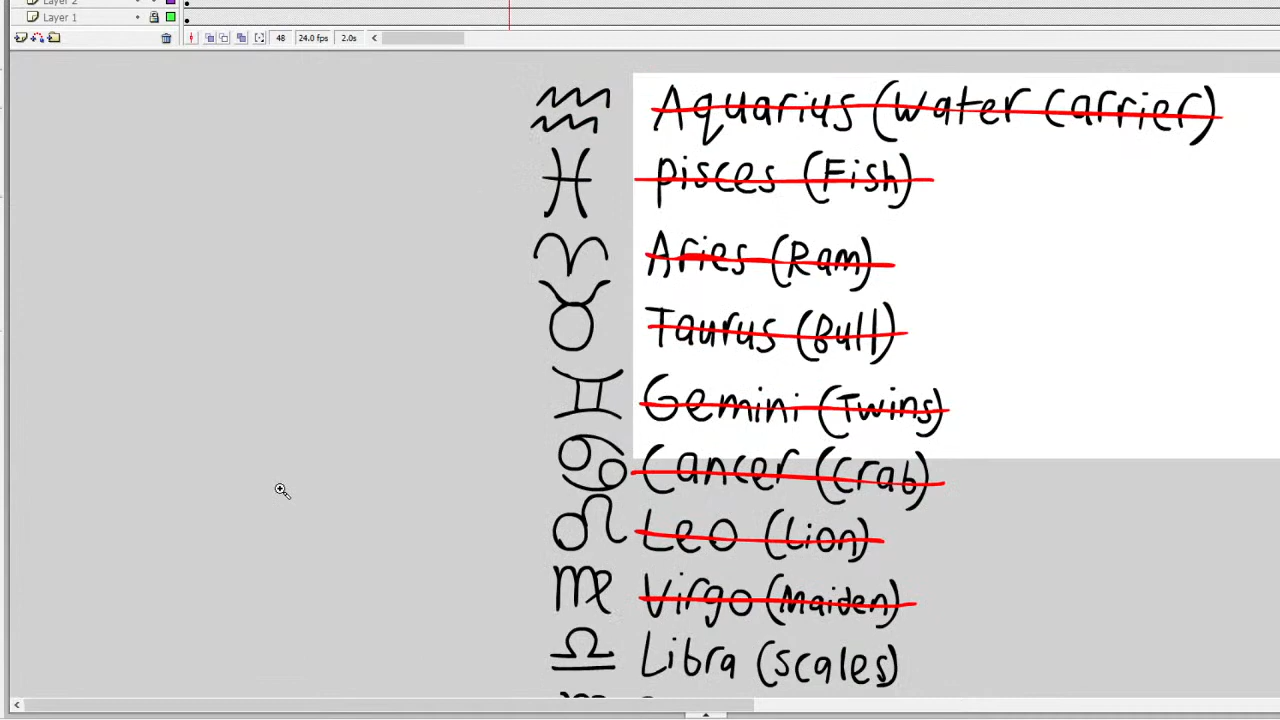 Layer 2
Layer 1
48 24.0 fps 2.0s
Aquarius (Water Carrier)
pisces (Fish)
Aries (Ram)
Taurus (Bull)
Gemini (Twins)
Cancer (Crab)
Leo (Lion)
Virgo (Maiden)
Libra (scales)